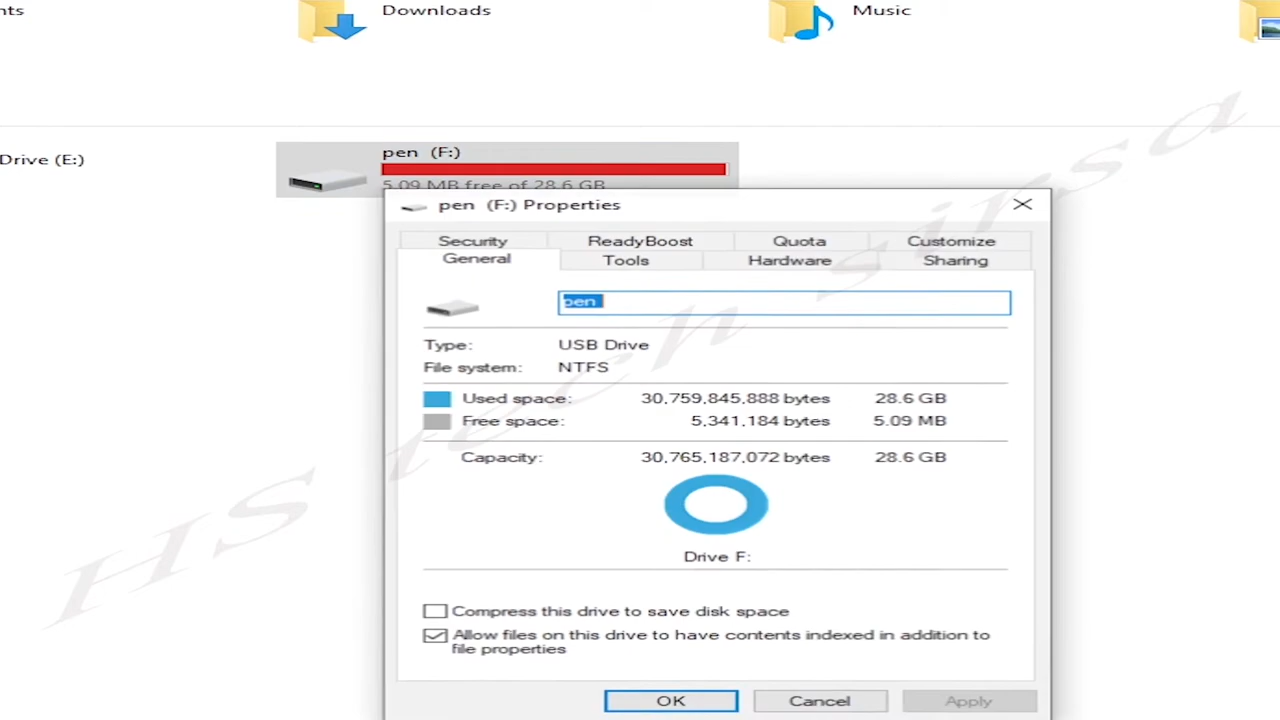 nts
Downloads
Music
Drive (E:)
pen (F:)
5.09 MB free of 28.6 GB
pen (F:) Properties
Security ReadyBoost Quota Customize
General Tools Hardware Sharing
pen
Type: USB Drive
File system: NTFS
Used space: 30,759,845,888 bytes 28.6 GB
Free space: 5,341,184 bytes 5.09 MB
Capacity: 30,765,187,072 bytes 28.6 GB
Drive F:
Compress this drive to save disk space
Allow files on this drive to have contents indexed in addition to
file properties
OK Cancel Apply
HS tech sirsa